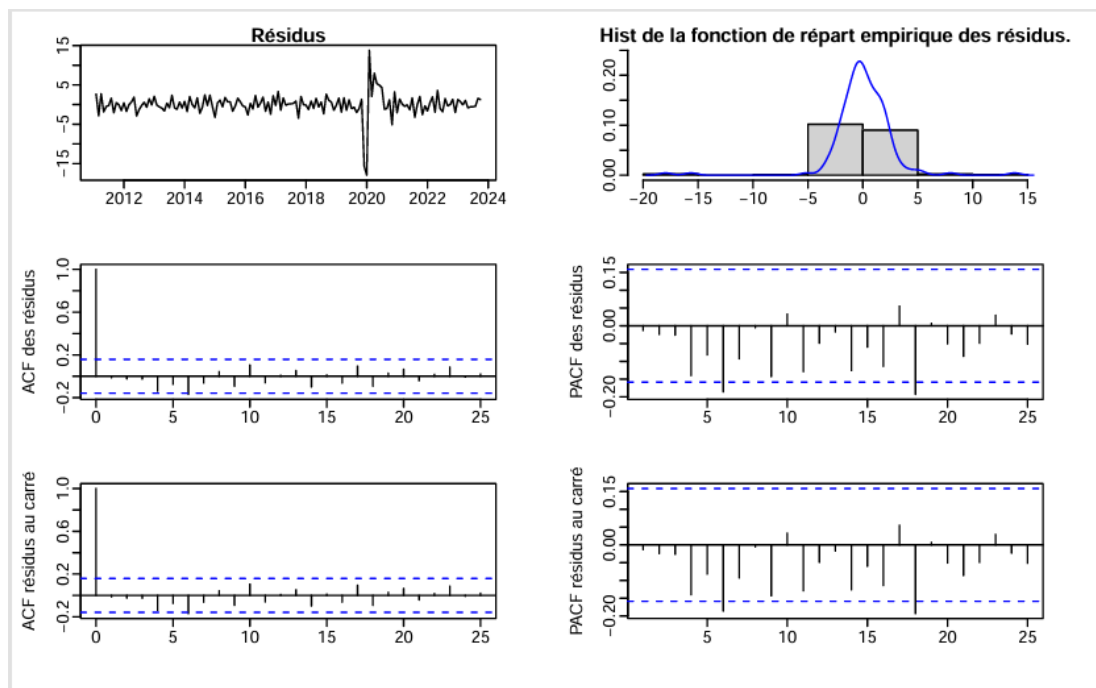 Résidus
15
5
−5
−15
2012 2014 2016 2018 2020 2022 2024
Hist de la fonction de répart empirique des résidus.
0.20
0.10
0.00
−20 −15 −10 −5 0 5 10 15
ACF des résidus
1.0
0.6
0.2
−0.2
0 5 10 15 20 25
PACF des résidus
0.15
0.00
−0.20
5 10 15 20 25
ACF résidus au carré
1.0
0.6
0.2
−0.2
0 5 10 15 20 25
PACF résidus au carré
0.15
0.00
−0.20
5 10 15 20 25